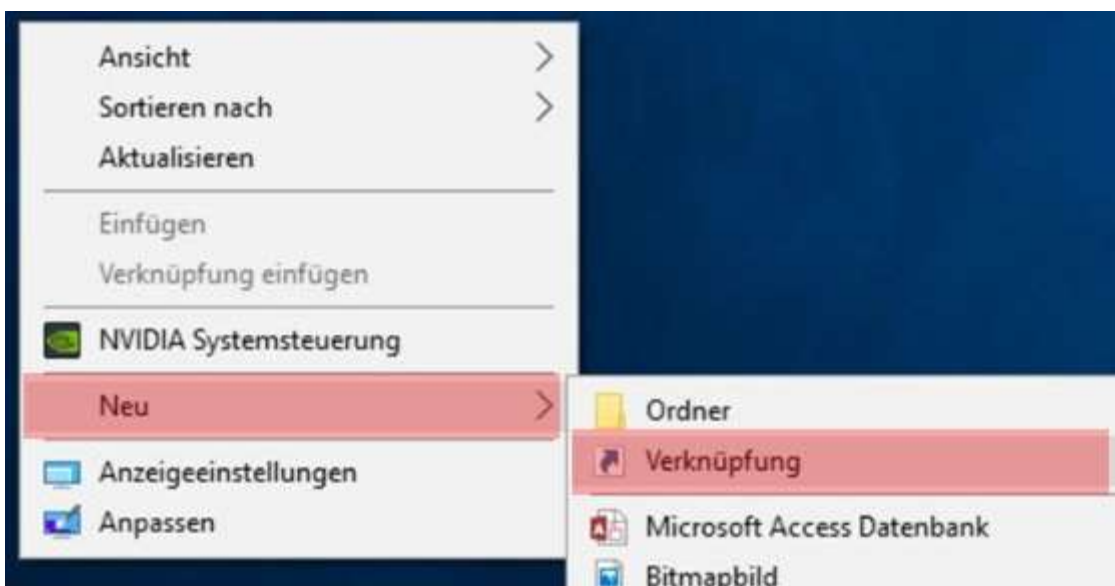 Ansicht
Sortieren nach
Aktualisieren
Einfügen
Verknüpfung einfügen
NVIDIA Systemsteuerung
Neu
Anzeigeeinstellungen
Anpassen
Ordner
Verknüpfung
Microsoft Access Datenbank
Bitmapbild